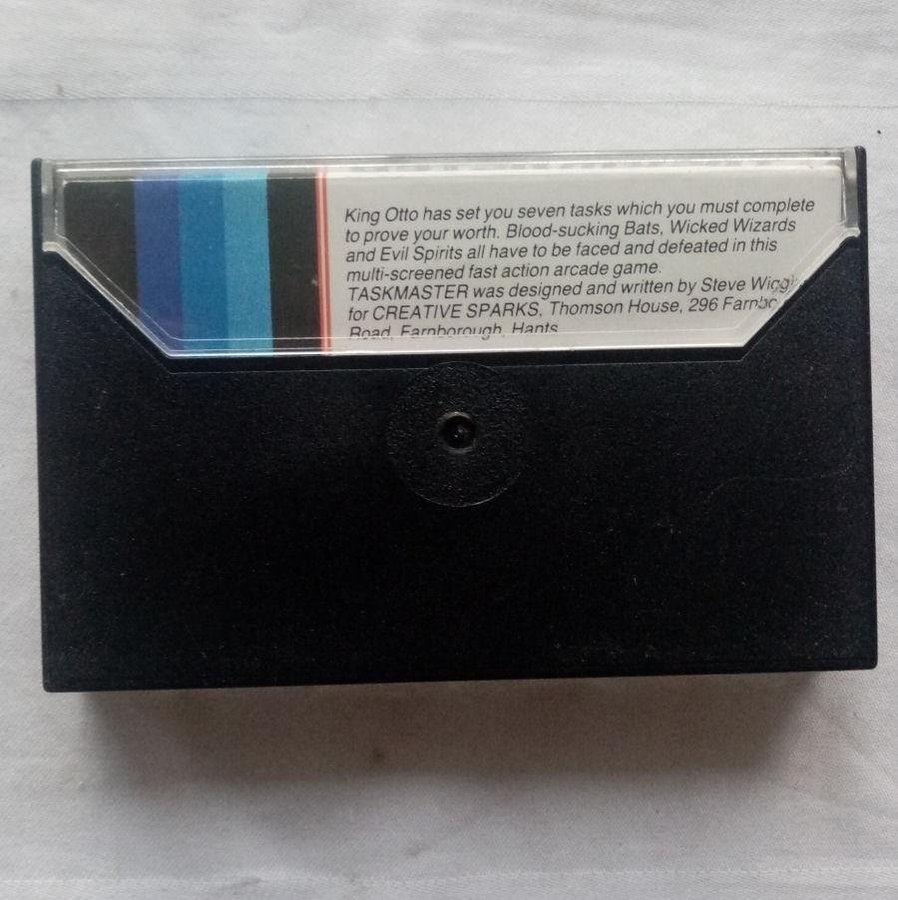 King Otto has set you seven tasks which you must complete
to prove your worth. Blood-sucking Bats, Wicked Wizards
and Evil Spirits all have to be faced and defeated in this
multi-screened fast action arcade game.
TASKMASTER was designed and written by Steve
for CREATIVE SPARKS, Thomson House, 296
Road, Farnborough, Hants